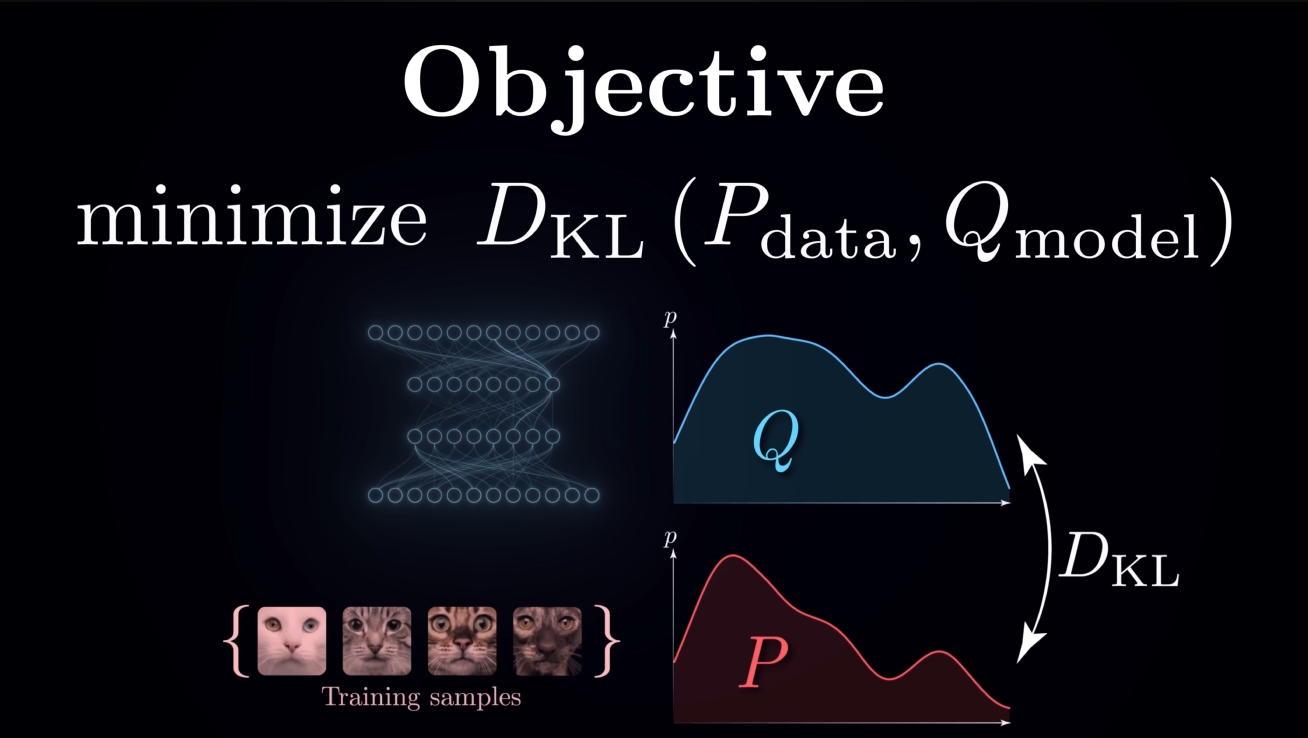 Objective
minimize D_KL (P_data, Q_model)
p
Q
p
D_KL
P
{ }
Training samples